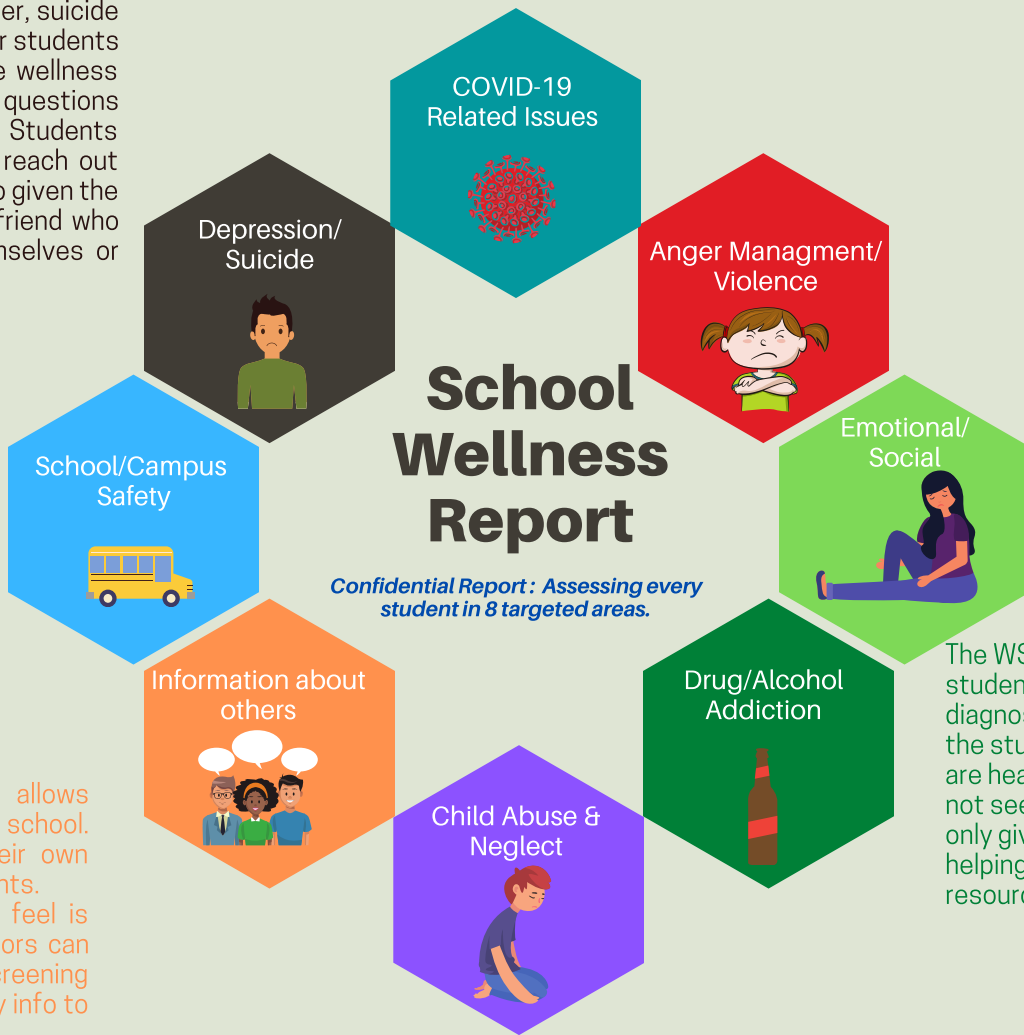 er, suicide
r students
e wellness
questions
Students
reach out
o given the
friend who
nselves or
COVID-19
Related Issues
Depression/
Suicide
Anger Managment/
Violence
School
Wellness
Report
Confidential Report : Assessing every
student in 8 targeted areas.
School/Campus
Safety
Emotional/
Social
Information about
others
Drug/Alcohol
Addiction
Child Abuse &
Neglect
allows
school.
eir own
nts.
feel is
ors can
creening
y info to
The WS
studen
diagnos
the stu
are hea
not see
only giv
helping
resourc